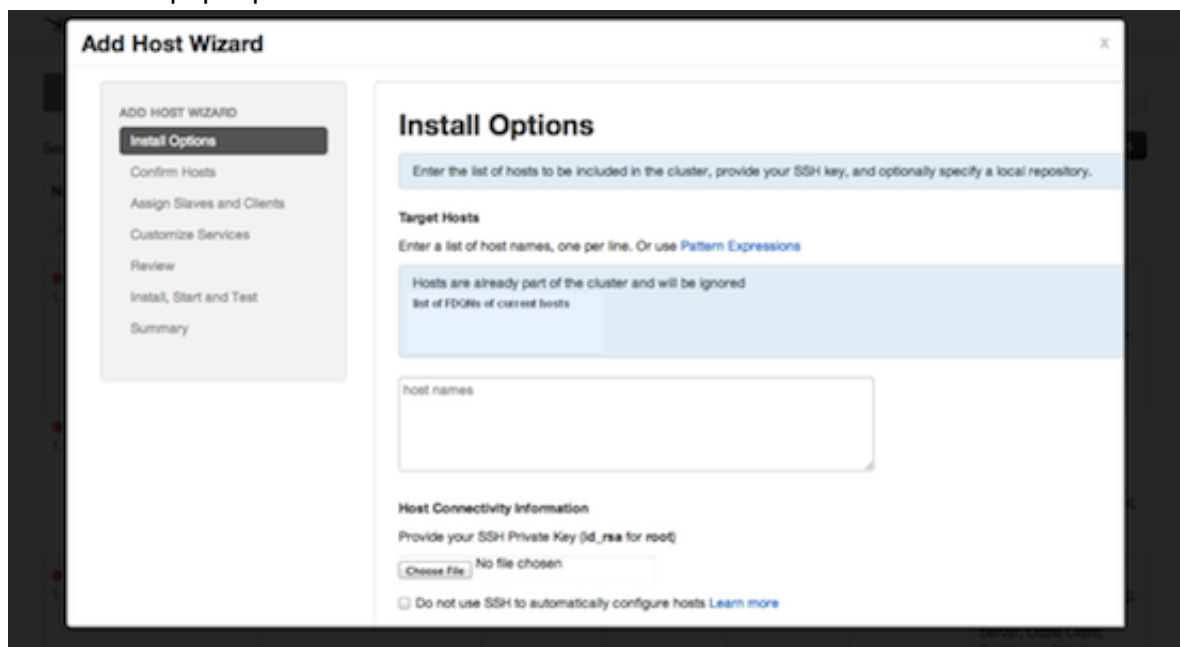 Add Host Wizard
x
ADD HOST WIZARD
Install Options
Confirm Hosts
Assign Slaves and Clients
Customize Services
Review
Install, Start and Test
Summary
Install Options
Enter the list of hosts to be included in the cluster, provide your SSH key, and optionally specify a local repository.
Target Hosts
Enter a list of host names, one per line. Or use Pattern Expressions
Hosts are already part of the cluster and will be ignored
list of FDQNs of current hosts
host names
Host Connectivity Information
Provide your SSH Private Key (id_rsa for root)
Choose File No file chosen
Do not use SSH to automatically configure hosts Learn more
Server, Oozie Client,